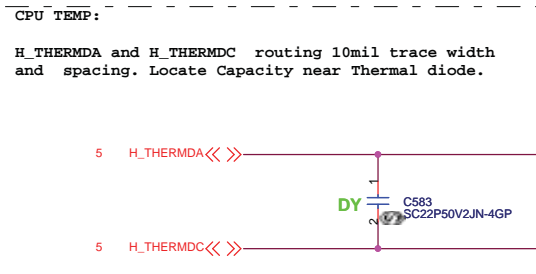 CPU TEMP:
H_THERMDA and H_THERMDC routing 10mil trace width
and spacing. Locate Capacity near Thermal diode.
5 H_THERMDA
1
DY C583
SC22P50V2JN-4GP
2
5 H_THERMDC